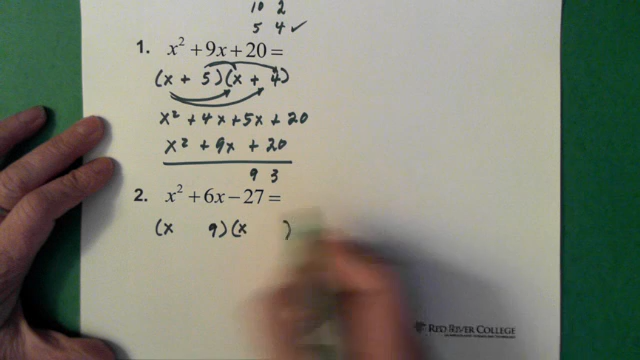 10 2
5 4 ✓
1. x² + 9x + 20 =
(x + 5)(x + 4)
x² + 4x + 5x + 20
x² + 9x + 20
9 3
2. x² + 6x − 27 =
(x 9)(x )
RED RIVER COLLEGE